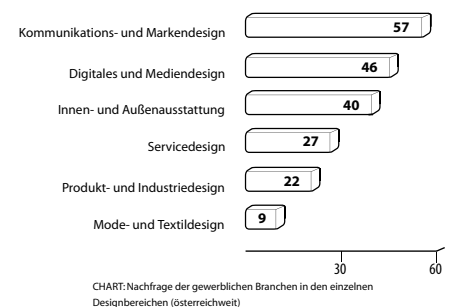 Kommunikations- und Markendesign 57
Digitales und Mediendesign 46
Innen- und Außenausstattung 40
Servicedesign 27
Produkt- und Industriedesign 22
Mode- und Textildesign 9
30 60
CHART: Nachfrage der gewerblichen Branchen in den einzelnen
Designbereichen (österreichweit)